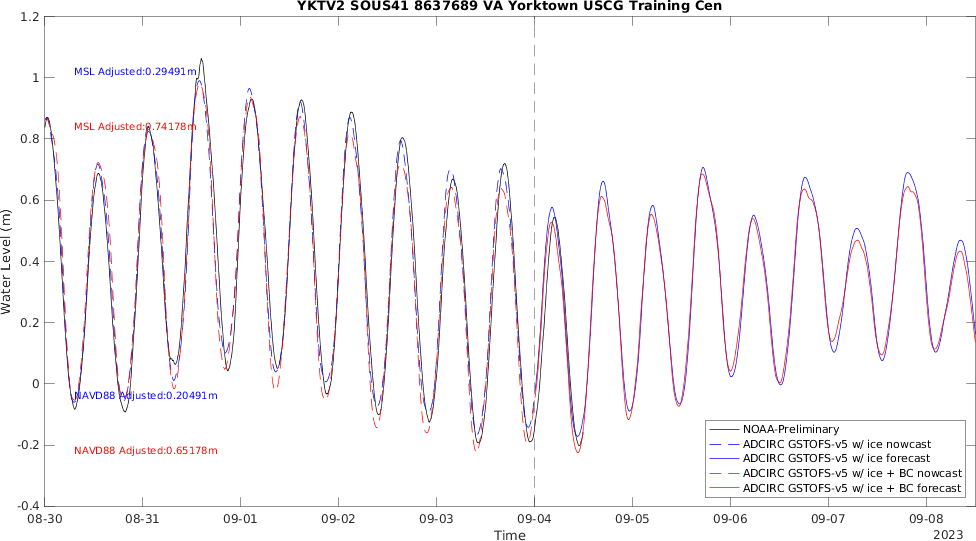 YKTV2 SOUS41 8637689 VA Yorktown USCG Training Cen
1.2
1
0.8
0.6
0.4
0.2
0
-0.2
-0.4
Water Level (m)
MSL Adjusted:0.29491m
MSL Adjusted:0.74178m
NAVD88 Adjusted:0.20491m
NAVD88 Adjusted:0.65178m
NOAA-Preliminary
ADCIRC GSTOFS-v5 w/ ice nowcast
ADCIRC GSTOFS-v5 w/ ice forecast
ADCIRC GSTOFS-v5 w/ ice + BC nowcast
ADCIRC GSTOFS-v5 w/ ice + BC forecast
08-30 08-31 09-01 09-02 09-03 09-04 09-05 09-06 09-07 09-08
Time
2023